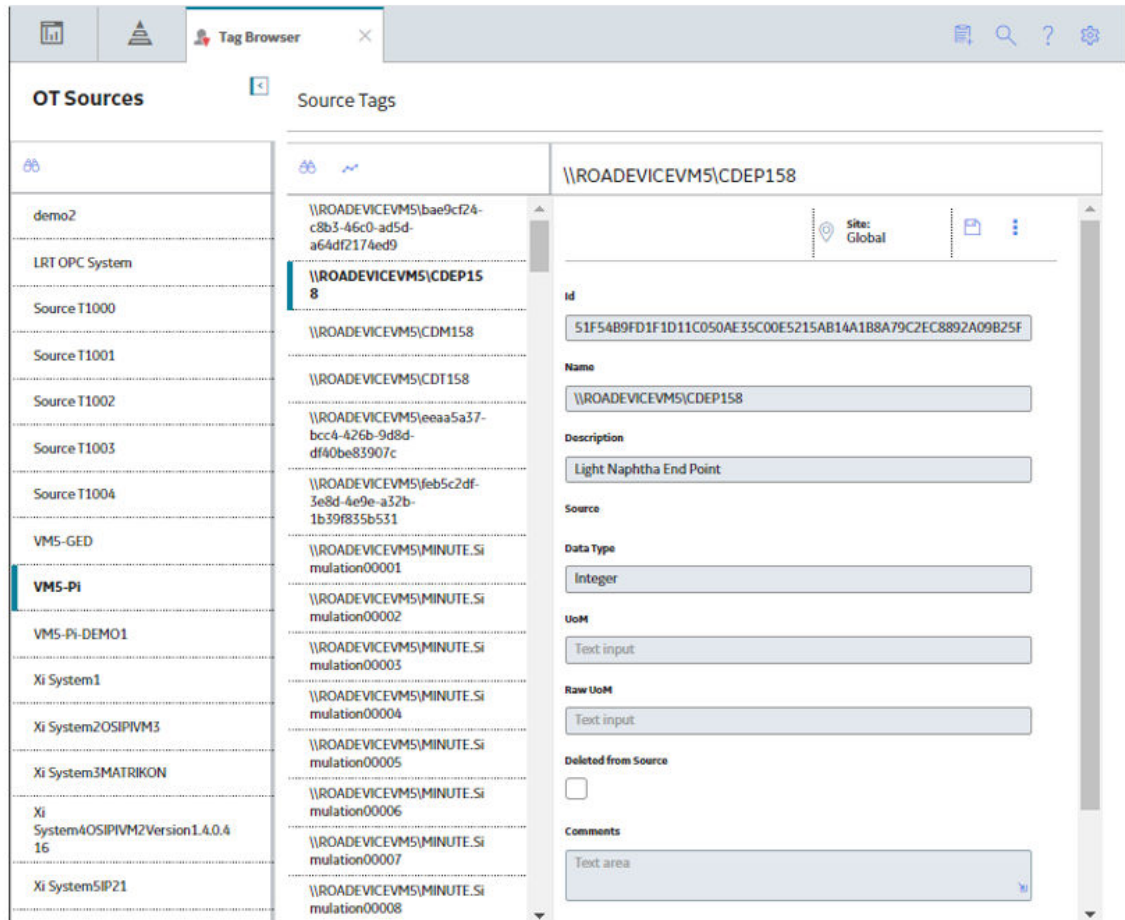 Tag Browser
OT Sources
Source Tags
\\ROADEVICEVM5\CDEP158
demo2
LRT OPC System
Source T1000
Source T1001
Source T1002
Source T1003
Source T1004
VM5-GED
VM5-Pi
VM5-Pi-DEMO1
Xi System1
Xi System2OSIPIVM3
Xi System3MATRIKON
Xi
System4OSIPIVM2Version1.4.0.4
16
Xi System5IP21
\\ROADEVICEVM5\bae9cf24-
c8b3-46c0-ad5d-
a64df2174ed9
\\ROADEVICEVM5\CDEP15
8
\\ROADEVICEVM5\CDM158
\\ROADEVICEVM5\CDT158
\\ROADEVICEVM5\eeaa5a37-
bcc4-426b-9d8d-
df40be83907c
\\ROADEVICEVM5\feb5c2df-
3e8d-4e9e-a32b-
1b39f835b531
\\ROADEVICEVM5\MINUTE.Si
mulation00001
\\ROADEVICEVM5\MINUTE.Si
mulation00002
\\ROADEVICEVM5\MINUTE.Si
mulation00003
\\ROADEVICEVM5\MINUTE.Si
mulation00004
\\ROADEVICEVM5\MINUTE.Si
mulation00005
\\ROADEVICEVM5\MINUTE.Si
mulation00006
\\ROADEVICEVM5\MINUTE.Si
mulation00007
\\ROADEVICEVM5\MINUTE.Si
mulation00008
Site:
Global
Id
51F54B9FD1F1D11C050AE35C00E5215AB14A1B8A79C2EC8892A09B25F
Name
\\ROADEVICEVM5\CDEP158
Description
Light Naphtha End Point
Source
Data Type
Integer
UoM
Text input
Raw UoM
Text input
Deleted from Source
Comments
Text area